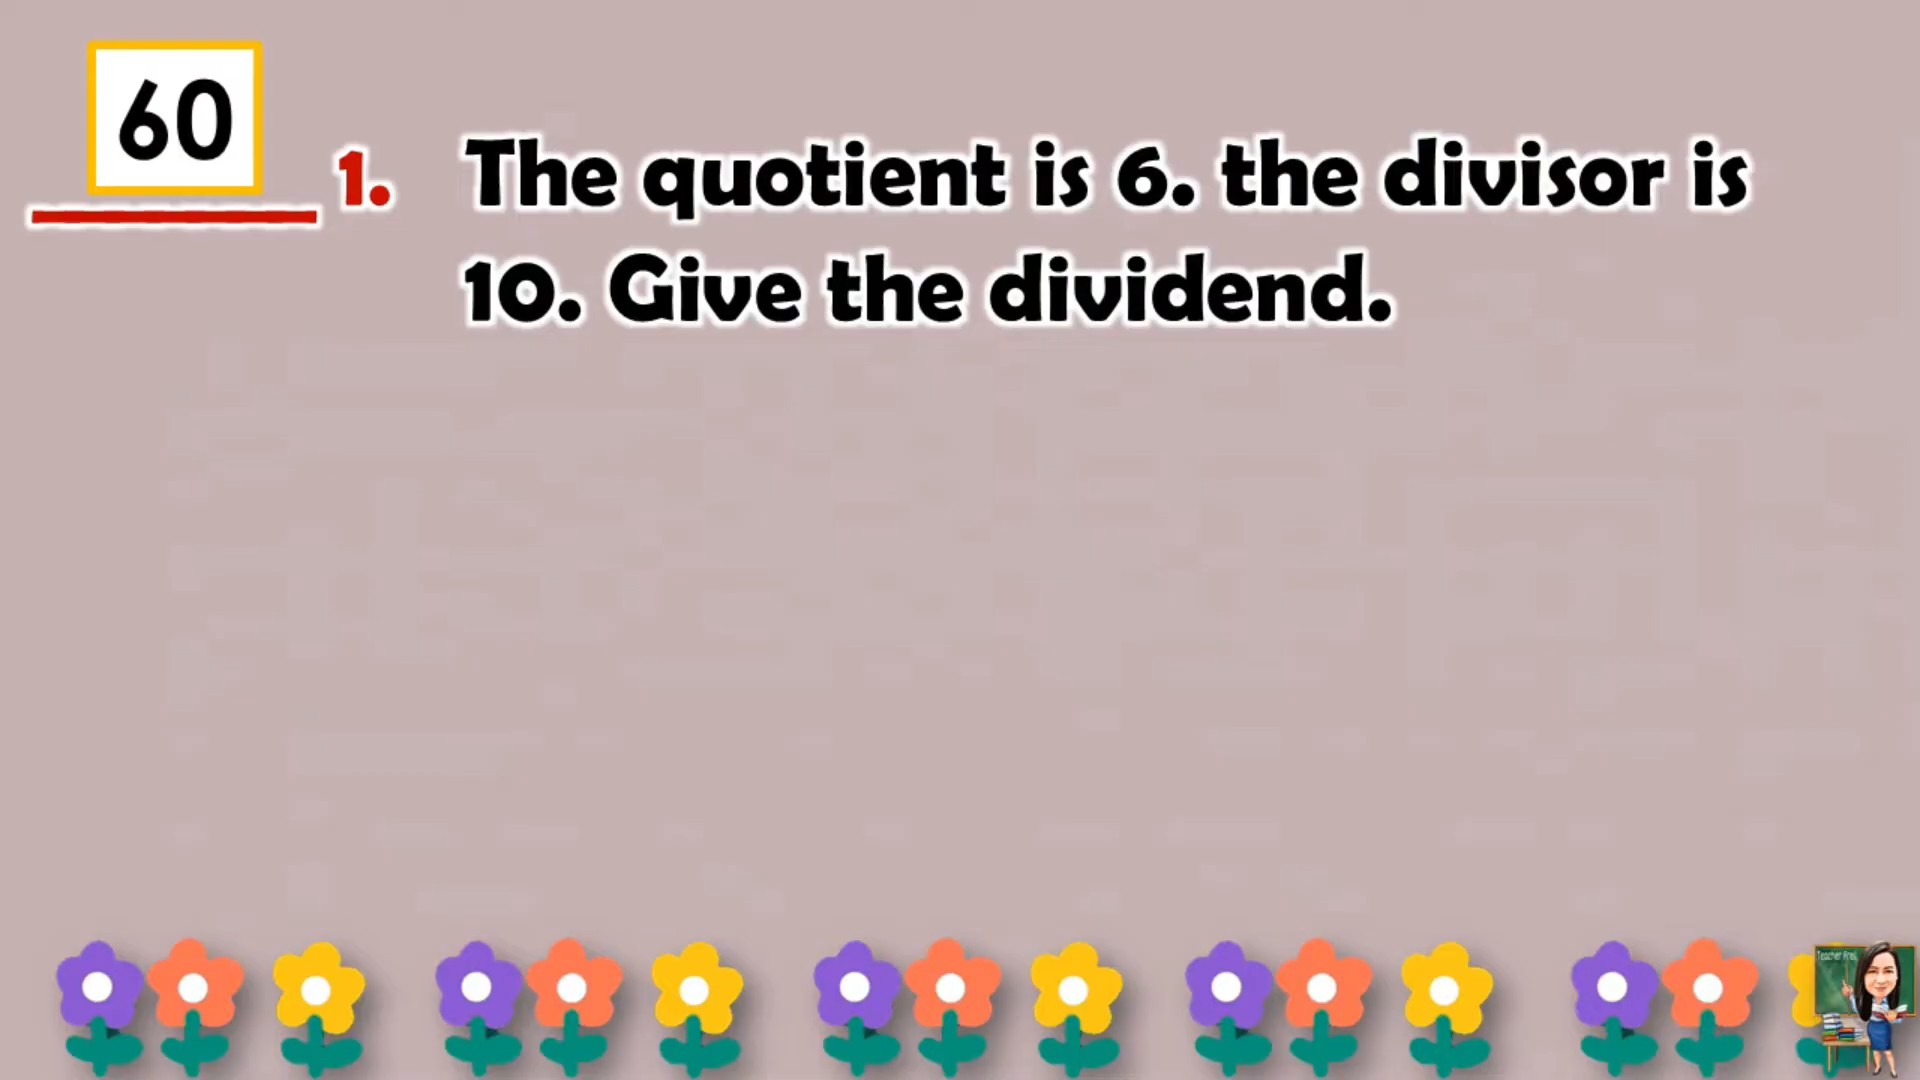 60
1. The quotient is 6. the divisor is
10. Give the dividend.